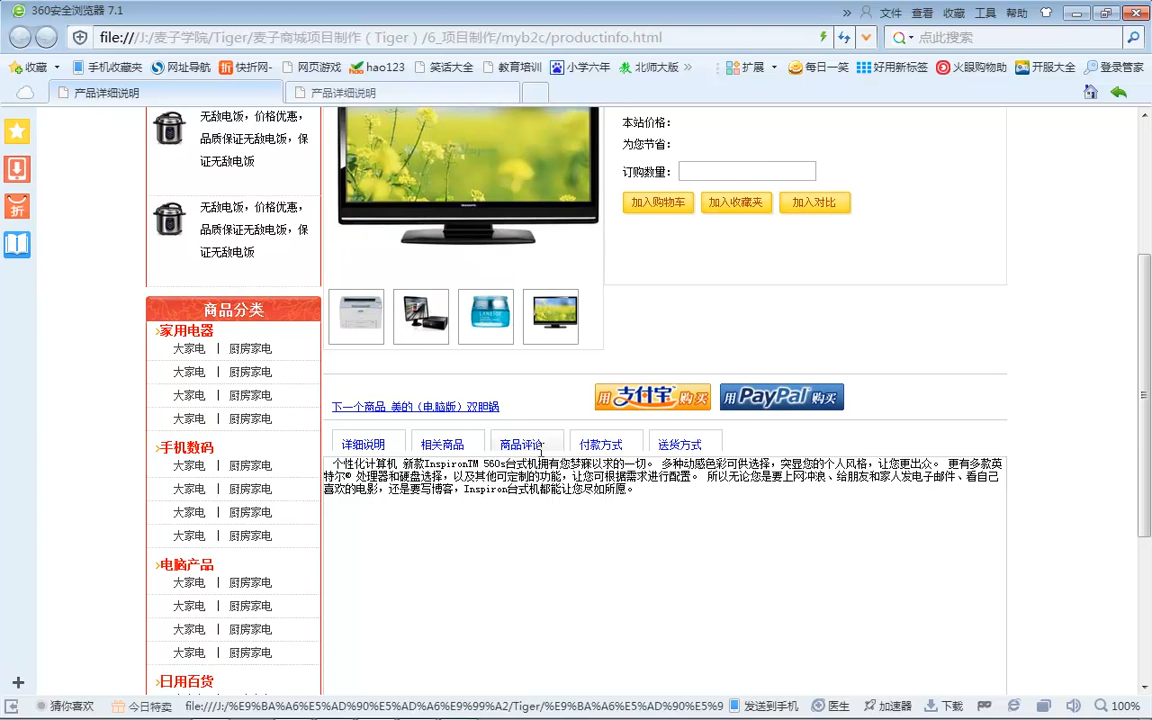 360安全浏览器 7.1
» 文件 查看 收藏 工具 帮助
file:///J:/麦子学院/Tiger/麦子商城项目制作（Tiger）/6_项目制作/myb2c/productinfo.html
点此搜索
收藏 手机收藏夹 网址导航 快折网- 网页游戏 hao123 笑话大全 教育培训 小学六年 北师大版 » 扩展 每日一笑 好用新标签 火眼购物助 开服大全 登录管家
产品详细说明 产品详细说明
折
无敌电饭，价格优惠，
品质保证无敌电饭，保
证无敌电饭
无敌电饭，价格优惠，
品质保证无敌电饭，保
证无敌电饭
商品分类
家用电器
大家电 | 厨房家电
大家电 | 厨房家电
大家电 | 厨房家电
大家电 | 厨房家电
手机数码
大家电 | 厨房家电
大家电 | 厨房家电
大家电 | 厨房家电
大家电 | 厨房家电
电脑产品
大家电 | 厨房家电
大家电 | 厨房家电
大家电 | 厨房家电
大家电 | 厨房家电
日用百货
本站价格：
为您节省：
订购数量：
加入购物车 加入收藏夹 加入对比
下一个商品 美的（电脑版）双胆锅
用 支付宝 购买 用 PayPal 购买
详细说明 相关商品 商品评论 付款方式 送货方式
个性化计算机 新款InspironTM 560s台式机拥有您梦寐以求的一切。 多种动感色彩可供选择，突显您的个人风格，让您更出众。 更有多款英
特尔® 处理器和硬盘选择，以及其他可定制的功能，让您可根据需求进行配置。 所以无论您是要上网冲浪、给朋友和家人发电子邮件、看自己
喜欢的电影，还是要写博客，Inspiron台式机都能让您尽如所愿。
猜你喜欢 今日特卖 file:///J:/%E9%BA%A6%E5%AD%90%E5%AD%A6%E9%99%A2/Tiger/%E9%BA%A6%E5%AD%90%E5%9 发送到手机 医生 加速器 下载 100%